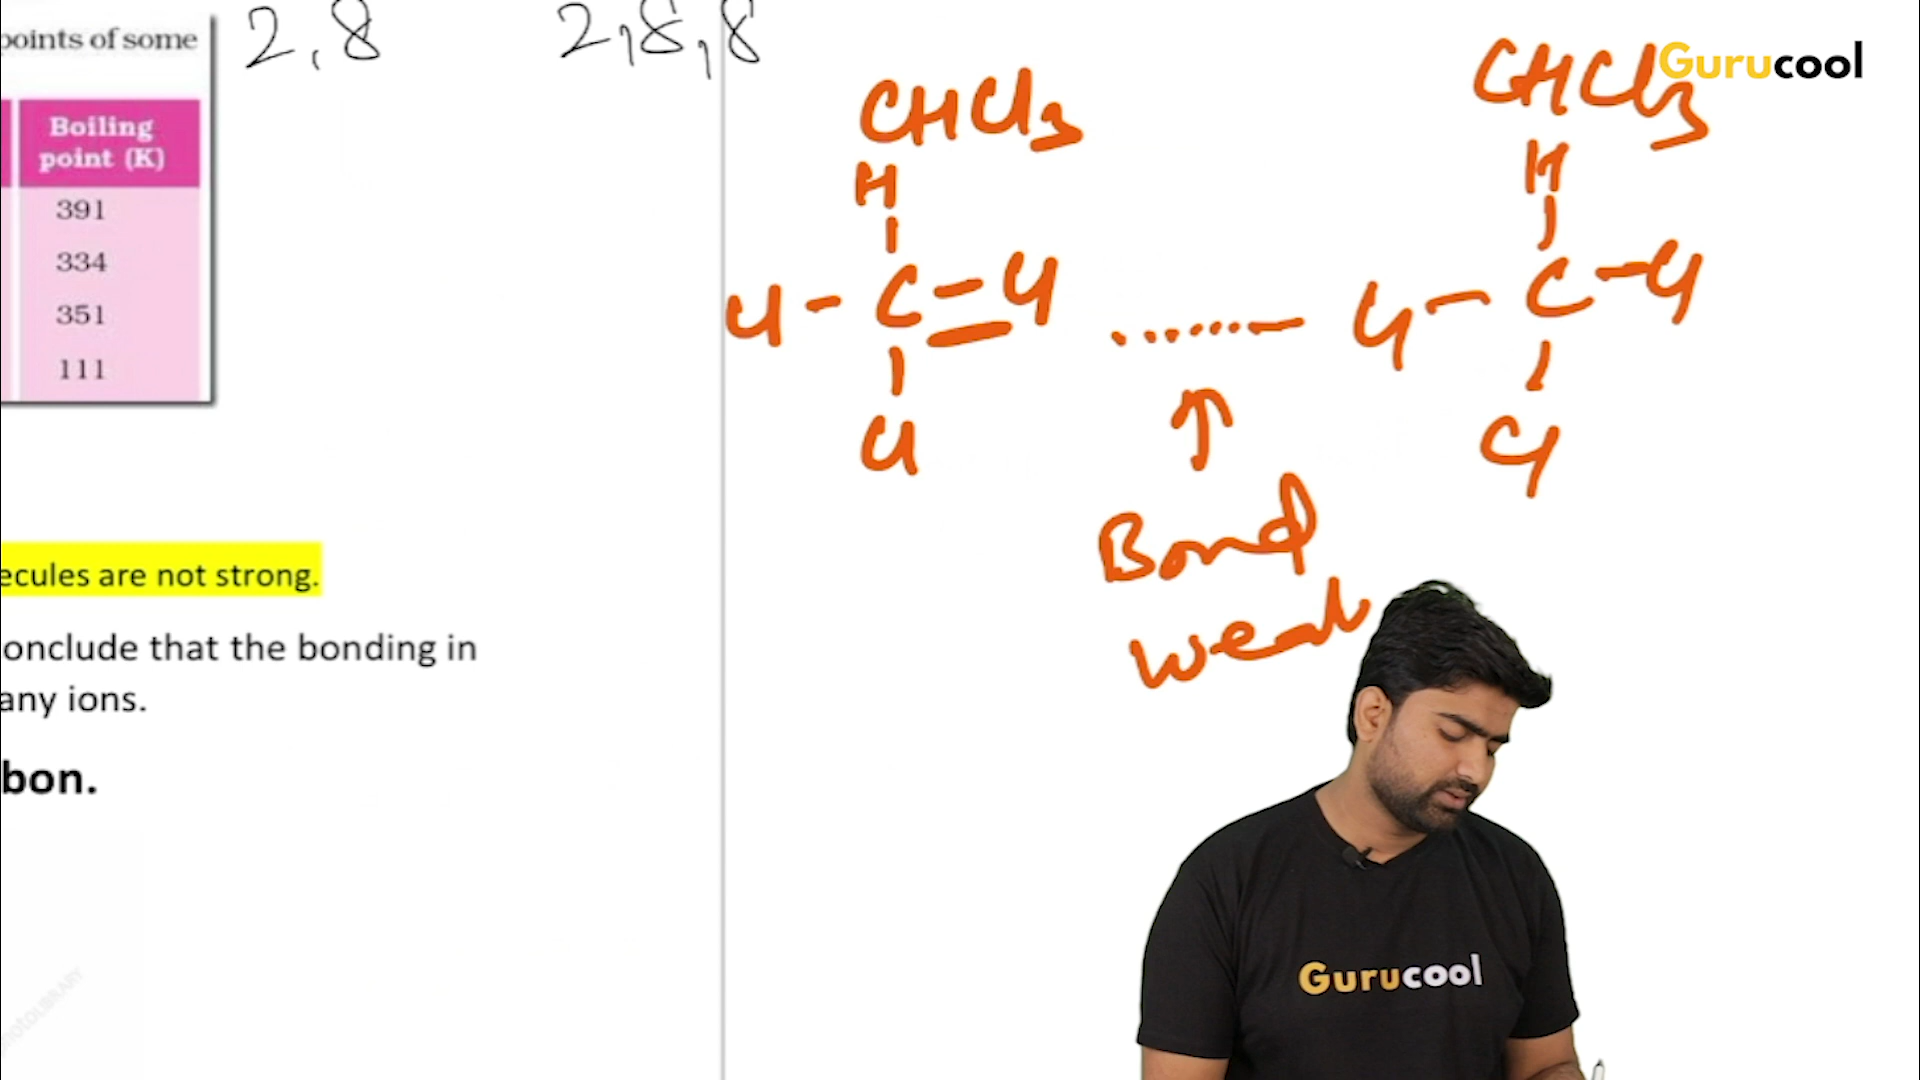 points of some
Boiling
point (K)
391
334
351
111
ecules are not strong.
onclude that the bonding in
any ions.
bon.
2,8
2,8,8
CHCl3
H
Cl - C = Cl
Cl
CHCl3
H
Cl - C - Cl
Cl
Bond
weak
Gurucool
Gurucool